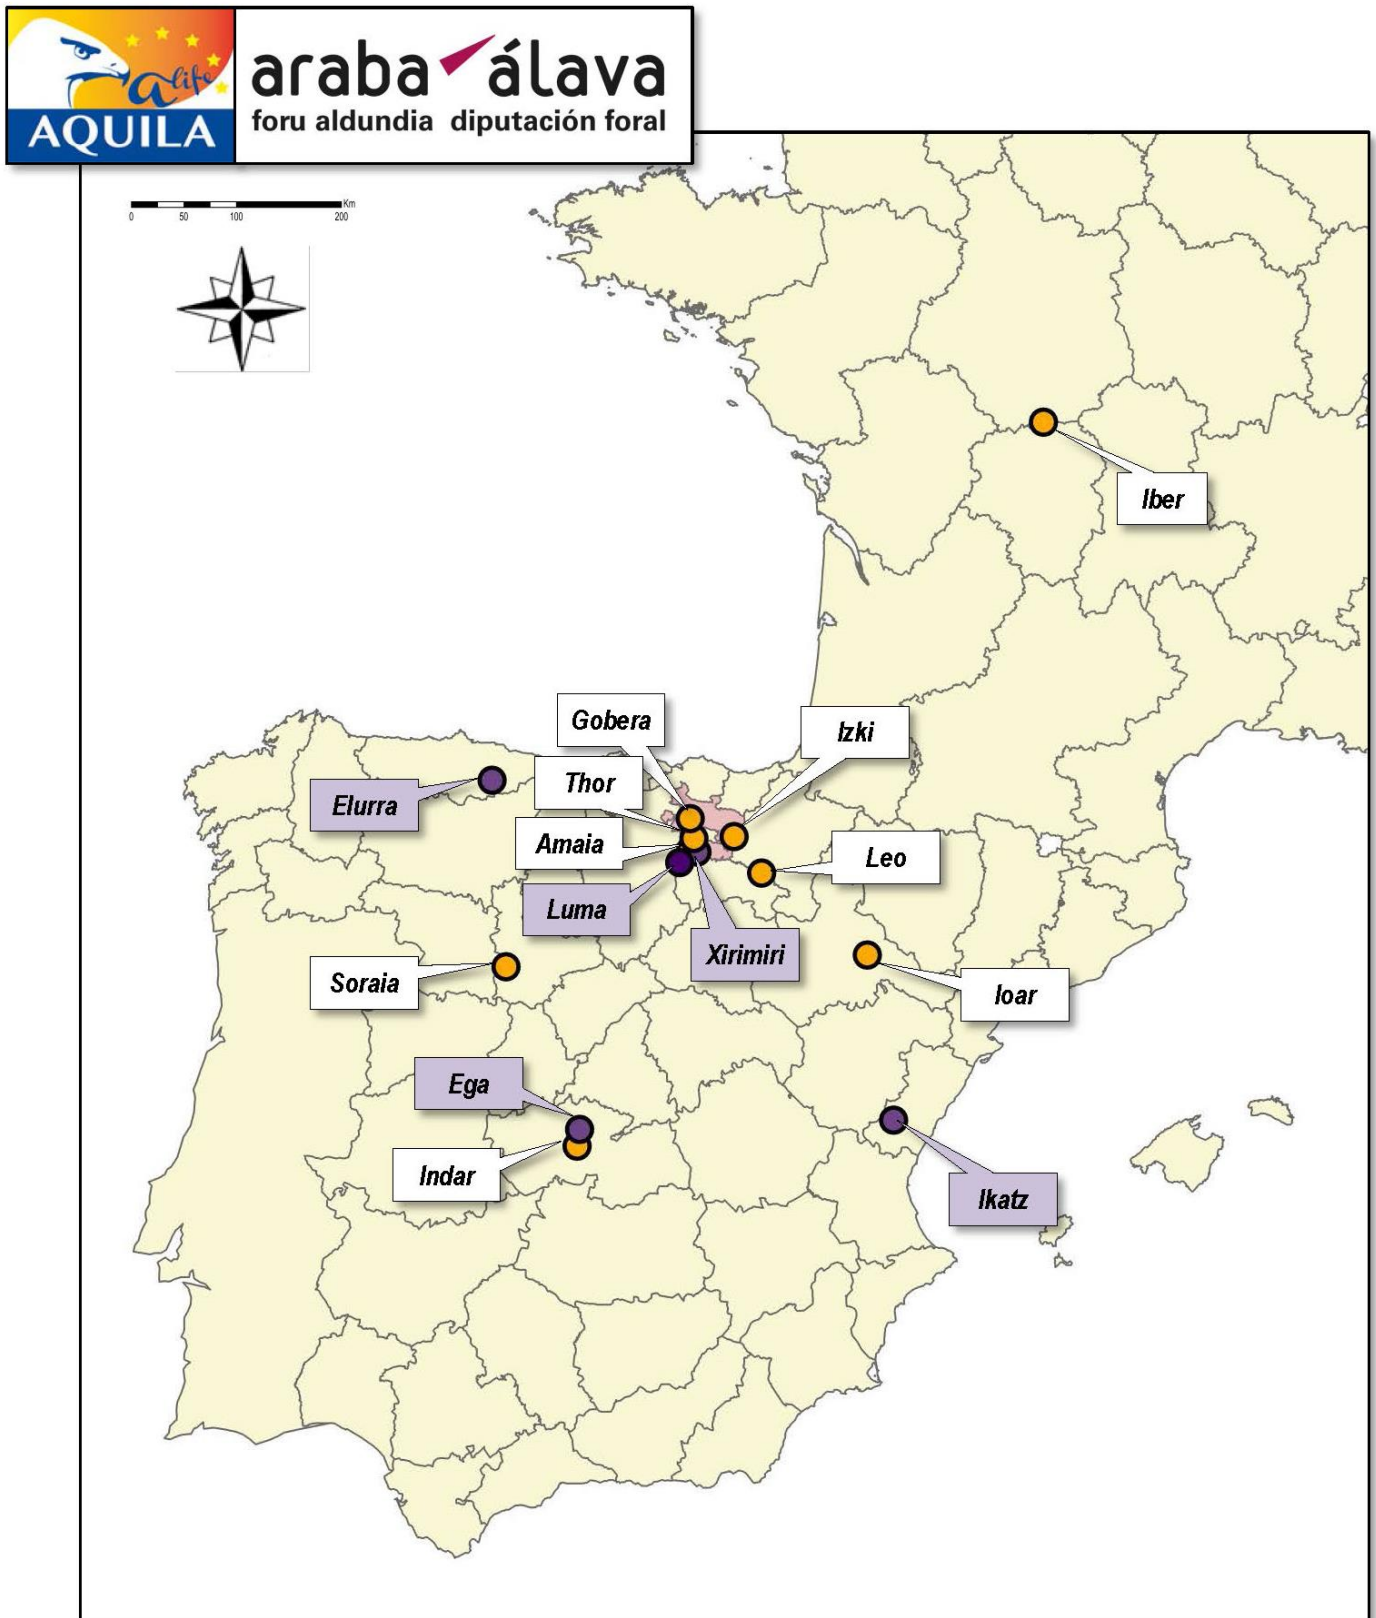 a life
AQUILA
araba álava
foru aldundia diputación foral
Km
0 50 100 200
Iber
Gobera
Izki
Thor
Elurra
Amaia
Leo
Luma
Xirimiri
Soraia
Ioar
Ega
Indar
Ikatz